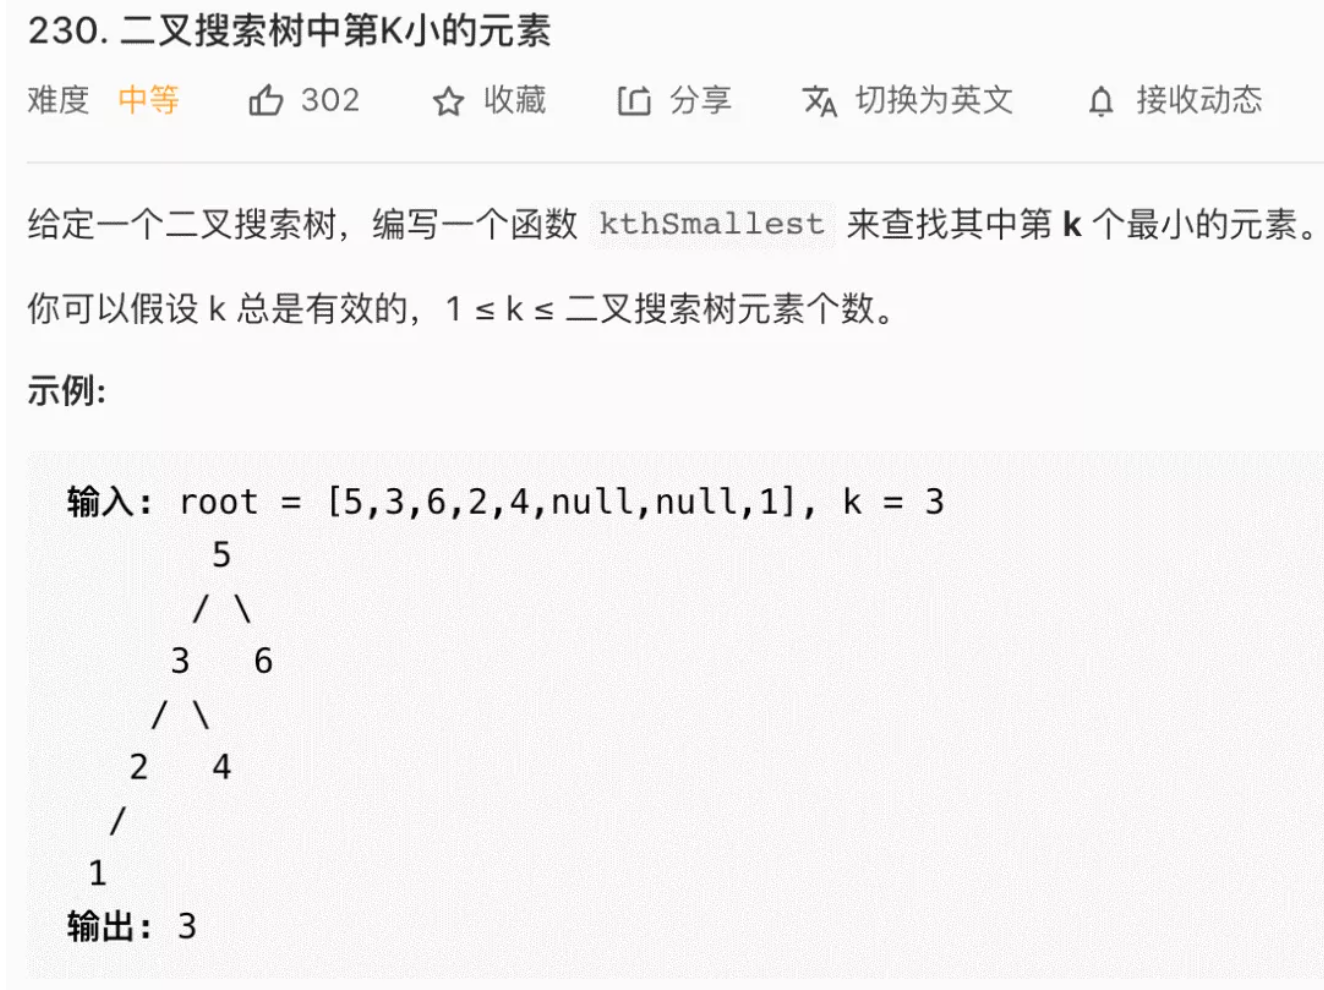 230. 二叉搜索树中第K小的元素
难度 中等 302 收藏 分享 切换为英文 接收动态
给定一个二叉搜索树，编写一个函数 kthSmallest 来查找其中第 k 个最小的元素。
你可以假设 k 总是有效的，1 ≤ k ≤ 二叉搜索树元素个数。
示例:
输入: root = [5,3,6,2,4,null,null,1], k = 3
5
/ \
3 6
/ \
2 4
/
1
输出: 3